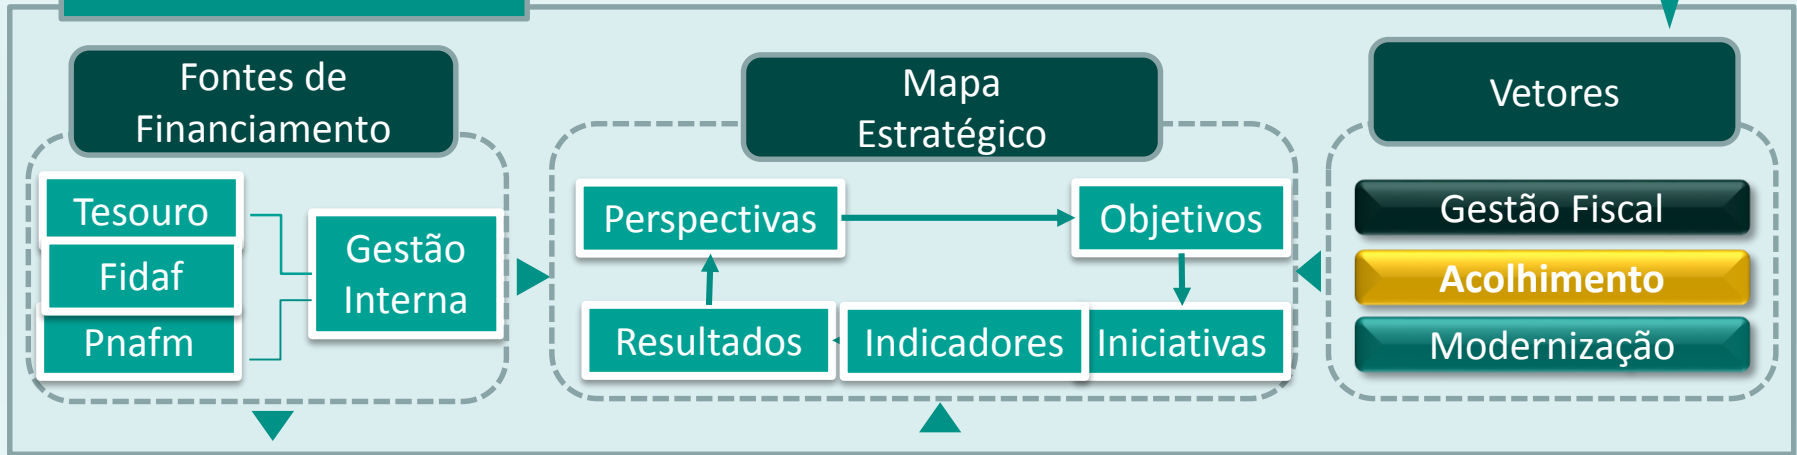 Fontes de
Financiamento
Tesouro
Fidaf
Pnafm
Gestão
Interna
Mapa
Estratégico
Perspectivas
Objetivos
Resultados
Indicadores
Iniciativas
Vetores
Gestão Fiscal
Acolhimento
Modernização